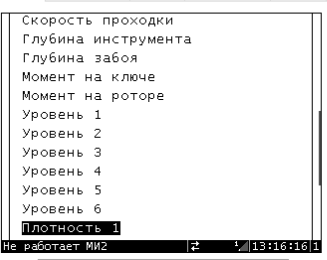 Скорость проходки
Глубина инструмента
Глубина забоя
Момент на ключе
Момент на роторе
Уровень 1
Уровень 2
Уровень 3
Уровень 4
Уровень 5
Уровень 6
Плотность 1
Не работает МИ2 13:16:16 1